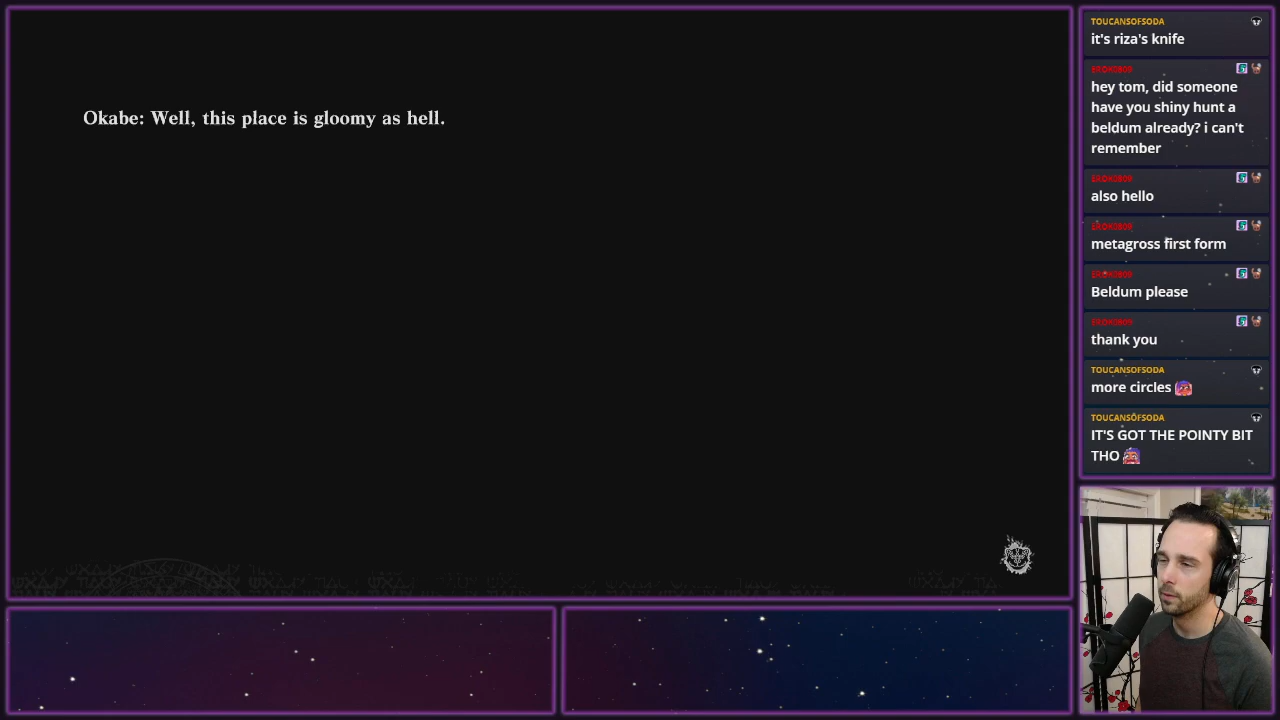 Okabe: Well, this place is gloomy as hell.
TOUCANSOFSODA
it's riza's knife
hey tom, did someone
have you shiny hunt a
beldum already? i can't
remember
also hello
metagross first form
Beldum please
thank you
TOUCANSOFSODA
more circles
TOUCANSOFSODA
IT'S GOT THE POINTY BIT
THO